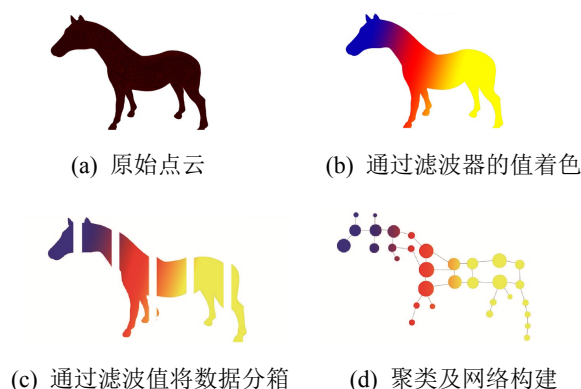 (a) 原始点云
(b) 通过滤波器的值着色
(c) 通过滤波值将数据分箱
(d) 聚类及网络构建